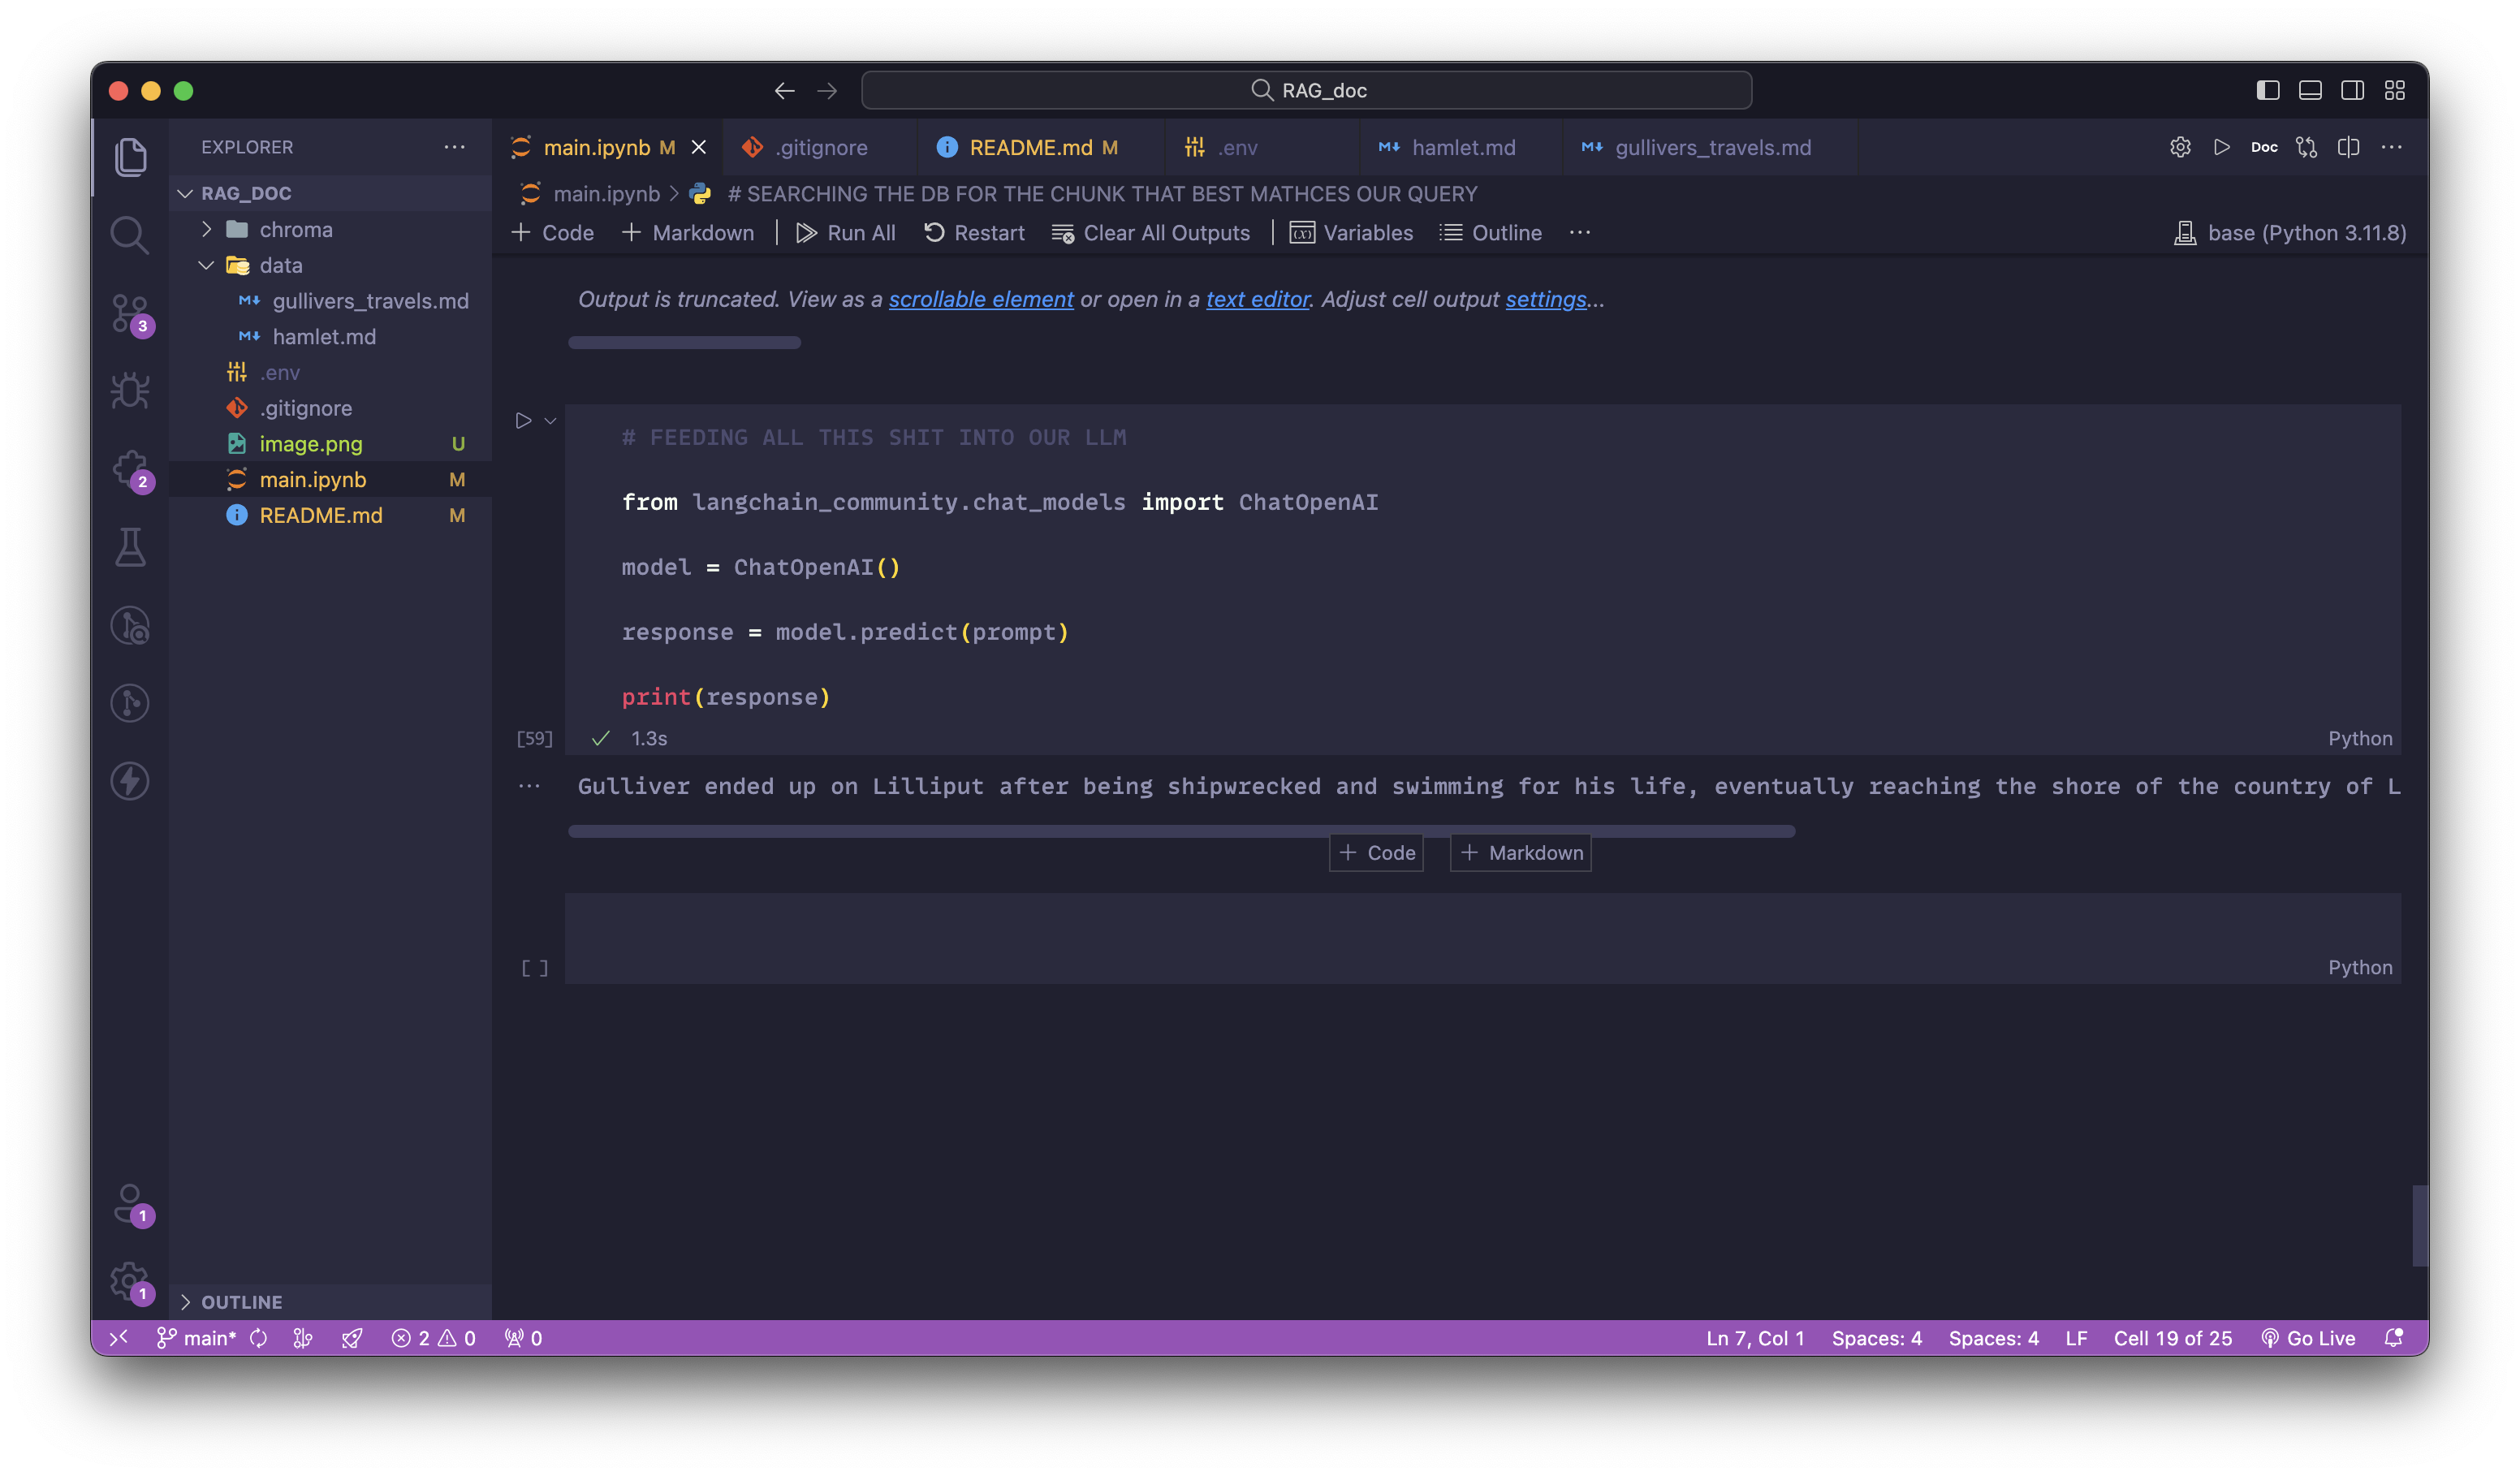 RAG_doc
EXPLORER
main.ipynb M
.gitignore
README.md M
.env
hamlet.md
gullivers_travels.md
Doc
RAG_DOC
main.ipynb > # SEARCHING THE DB FOR THE CHUNK THAT BEST MATHCES OUR QUERY
chroma
data
gullivers_travels.md
hamlet.md
.env
.gitignore
image.png U
main.ipynb M
README.md M
3
2
+ Code + Markdown | Run All Restart Clear All Outputs | Variables Outline ...
base (Python 3.11.8)
Output is truncated. View as a scrollable element or open in a text editor. Adjust cell output settings...
# FEEDING ALL THIS SHIT INTO OUR LLM
from langchain_community.chat_models import ChatOpenAI
model = ChatOpenAI()
response = model.predict(prompt)
print(response)
[59] 1.3s Python
Gulliver ended up on Lilliput after being shipwrecked and swimming for his life, eventually reaching the shore of the country of L
+ Code + Markdown
[ ] Python
1
1
OUTLINE
main* 2 0 0
Ln 7, Col 1 Spaces: 4 Spaces: 4 LF Cell 19 of 25 Go Live